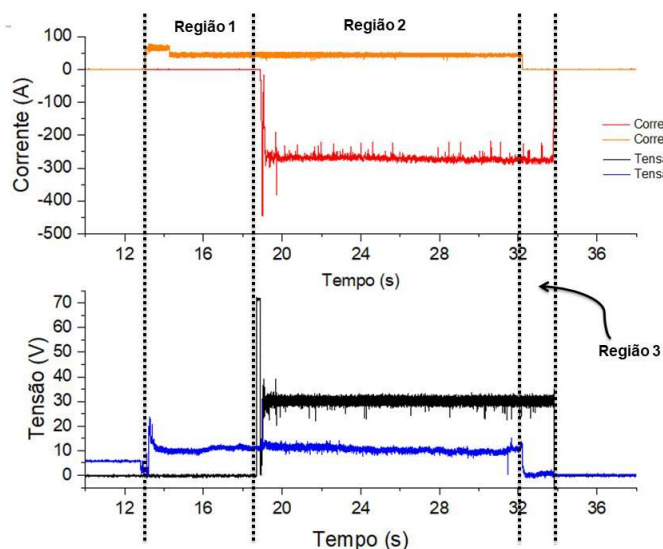 Região 1
Região 2
Corrente (A)
100
0
-100
-200
-300
-400
-500
12
16
20
24
28
32
36
Tempo (s)
Corre
Corre
Tensã
Tensã
Região 3
Tensão (V)
70
60
50
40
30
20
10
0
12
16
20
24
28
32
36
Tempo (s)